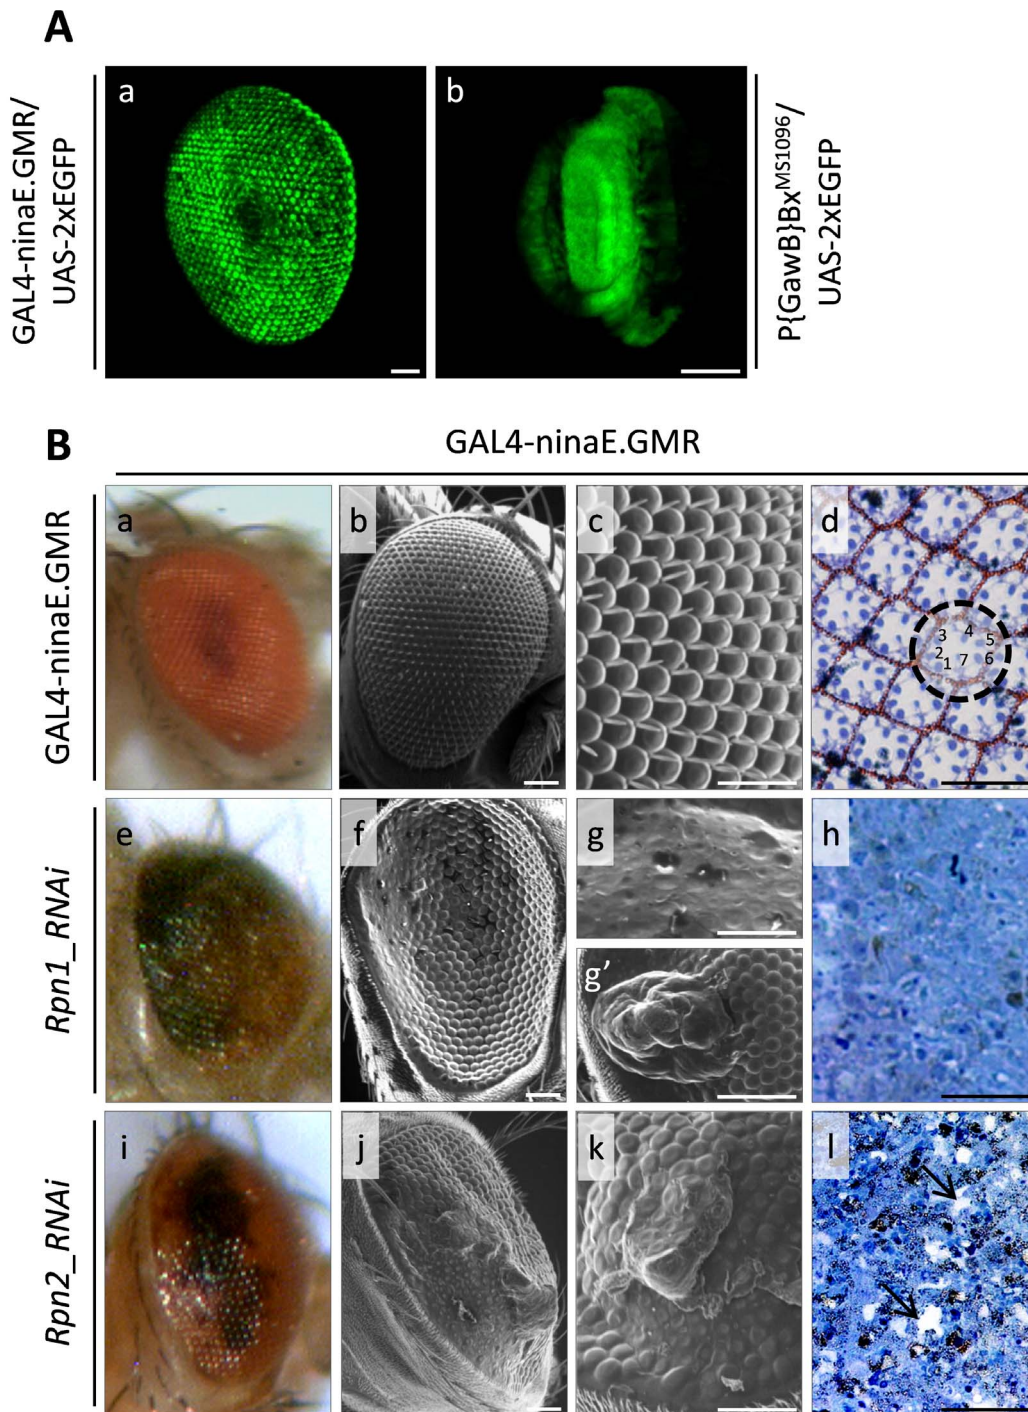 A
GAL4-ninaE.GMR/
UAS-2xEGFP
a
b
P{GawB}Bx^MS1096/
UAS-2xEGFP
B
GAL4-ninaE.GMR
GAL4-ninaE.GMR
a
b
c
d
3
4
5
2
1
7
6
Rpn1_RNAi
e
f
g
g’
h
Rpn2_RNAi
i
j
k
l